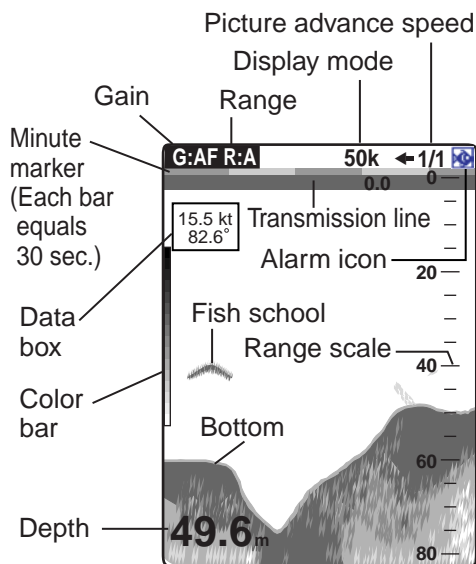 Picture advance speed
Display mode
Gain
Range
Minute
marker
(Each bar
equals
30 sec.)
G:AF R:A
50k
1/1
0
0.0
15.5 kt
82.6°
Transmission line
Alarm icon
20
Data
box
Fish school
Range scale
40
Color
bar
Bottom
60
Depth
49.6m
80